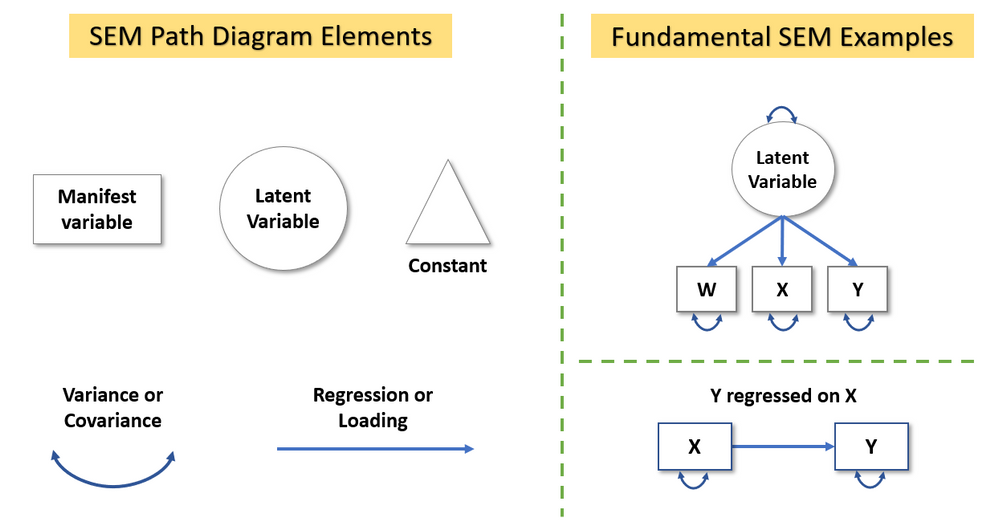 SEM Path Diagram Elements
Manifest
variable
Latent
Variable
Constant
Variance or
Covariance
Regression or
Loading
Fundamental SEM Examples
Latent
Variable
W
X
Y
Y regressed on X
X
Y